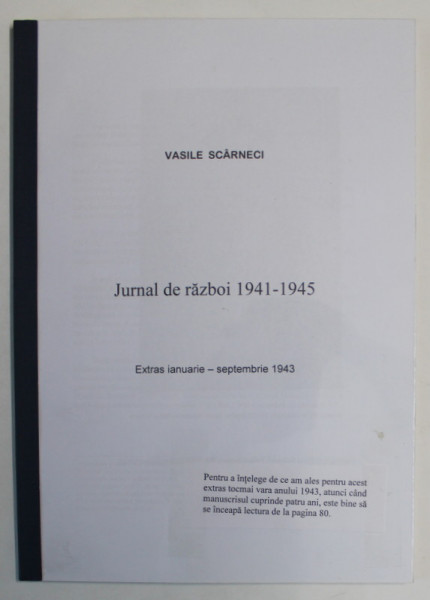 VASILE SCÂRNECI
Jurnal de război 1941-1945
Extras ianuarie – septembrie 1943
Pentru a înțelege de ce am ales pentru acest
extras tocmai vara anului 1943, atunci când
manuscrisul cuprinde patru ani, este bine să
se înceapă lectura de la pagina 80.